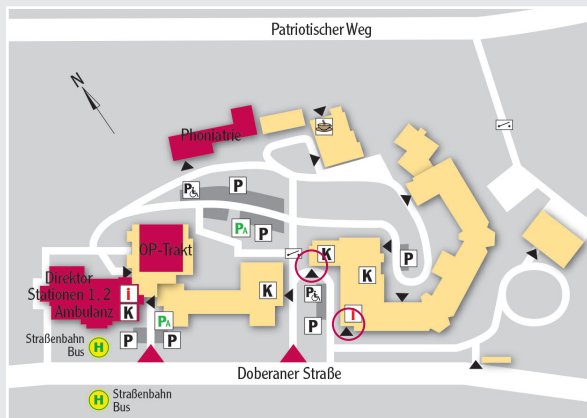 Patriotischer Weg
N
Phoniatrie
P
P
P
P
OP-Trakt
K
K
P
Direktor
Stationen 1, 2
Ambulanz
i
K
K
P
i
P
P
P
P
Straßenbahn
Bus
H
Doberaner Straße
H
Straßenbahn
Bus